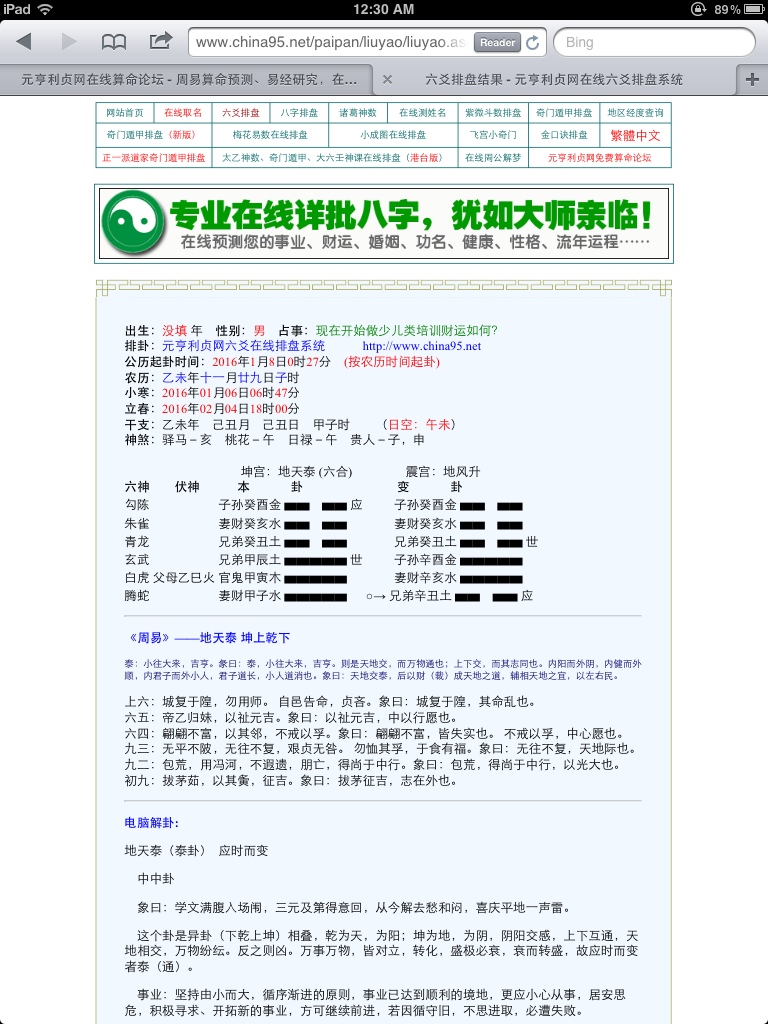 iPad 12:30 AM 89%
www.china95.net/paipan/liuyao/liuyao.as Reader Bing
元亨利贞网在线算命论坛 - 周易算命预测、易经研究，在... 六爻排盘结果 - 元亨利贞网在线六爻排盘系统
网站首页 在线取名 六爻排盘 八字排盘 诸葛神数 在线测姓名 紫微斗数排盘 奇门遁甲排盘 地区经度查询
奇门遁甲排盘（新版） 梅花易数在线排盘 小成图在线排盘 飞宫小奇门 金口诀排盘 繁體中文
正一派道家奇门遁甲排盘 太乙神数、奇门遁甲、大六壬神课在线排盘（港台版） 在线周公解梦 元亨利贞网免费算命论坛
专业在线详批八字，犹如大师亲临！
在线预测您的事业、财运、婚姻、功名、健康、性格、流年运程……
出生：没填 年 性别：男 占事：现在开始做少儿类培训财运如何？
排卦：元亨利贞网六爻在线排盘系统 http://www.china95.net
公历起卦时间：2016年1月8日0时27分 （按农历时间起卦）
农历：乙未年十一月廿九日子时
小寒：2016年01月06日06时47分
立春：2016年02月04日18时00分
干支：乙未年 己丑月 己丑日 甲子时 （日空：午未）
神煞：驿马－亥 桃花－午 日禄－午 贵人－子，申
坤宫：地天泰 (六合) 震宫：地风升
六神 伏神 本 卦 变 卦
勾陈 子孙癸酉金 应 子孙癸酉金
朱雀 妻财癸亥水 妻财癸亥水
青龙 兄弟癸丑土 兄弟癸丑土 世
玄武 兄弟甲辰土 世 子孙辛酉金
白虎 父母乙巳火 官鬼甲寅木 妻财辛亥水
腾蛇 妻财甲子水 ○→ 兄弟辛丑土 应
《周易》——地天泰 坤上乾下
泰：小往大来，吉亨。彖曰：泰，小往大来，吉亨。则是天地交，而万物通也；上下交，而其志同也。内阳而外阴，内健而外
顺，内君子而外小人，君子道长，小人道消也。象曰：天地交泰，后以财（裁）成天地之道，辅相天地之宜，以左右民。
上六：城复于隍，勿用师。 自邑告命，贞吝。象曰：城复于隍，其命乱也。
六五：帝乙归妹，以祉元吉。象曰：以祉元吉，中以行愿也。
六四：翩翩不富，以其邻，不戒以孚。象曰：翩翩不富，皆失实也。 不戒以孚，中心愿也。
九三：无平不陂，无往不复，艰贞无咎。 勿恤其孚，于食有福。象曰：无往不复，天地际也。
九二：包荒，用冯河，不遐遗，朋亡，得尚于中行。象曰：包荒，得尚于中行，以光大也。
初九：拔茅茹，以其夤，征吉。象曰：拔茅征吉，志在外也。
电脑解卦:
地天泰（泰卦） 应时而变
中中卦
象曰：学文满腹入场闱，三元及第得意回，从今解去愁和闷，喜庆平地一声雷。
这个卦是异卦（下乾上坤）相叠，乾为天，为阳；坤为地，为阴，阴阳交感，上下互通，天
地相交，万物纷纭。反之则凶。万事万物，皆对立，转化，盛极必衰，衰而转盛，故应时而变
者泰（通）。
事业：坚持由小而大，循序渐进的原则，事业已达到顺利的境地，更应小心从事，居安思
危，积极寻求、开拓新的事业，方可继续前进，若因循守旧，不思进取，必遭失败。